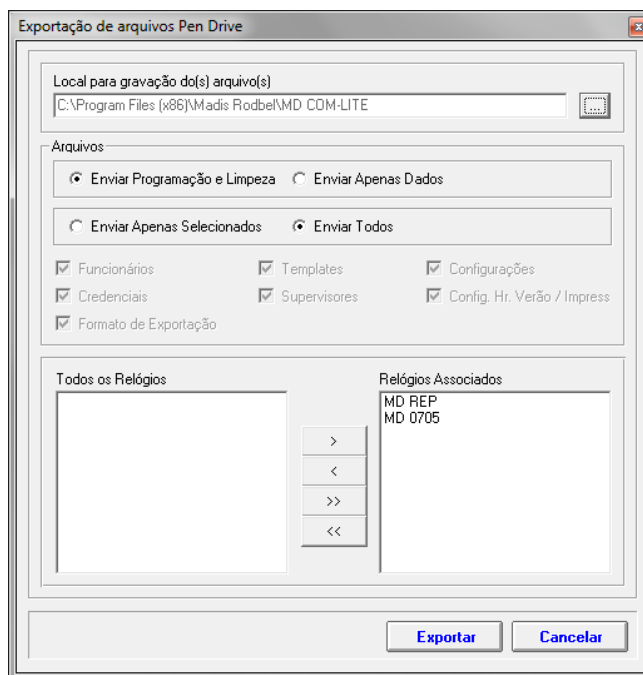 Exportação de arquivos Pen Drive
Local para gravação do(s) arquivo(s)
C:\Program Files (x86)\Madis Rodbel\MD COM-LITE
...
Arquivos
Enviar Programação e Limpeza Enviar Apenas Dados
Enviar Apenas Selecionados Enviar Todos
Funcionários Templates Configurações
Credenciais Supervisores Config. Hr. Verão / Impress
Formato de Exportação
Todos os Relógios Relógios Associados
MD REP
MD 0705
>
<
>>
<<
Exportar Cancelar